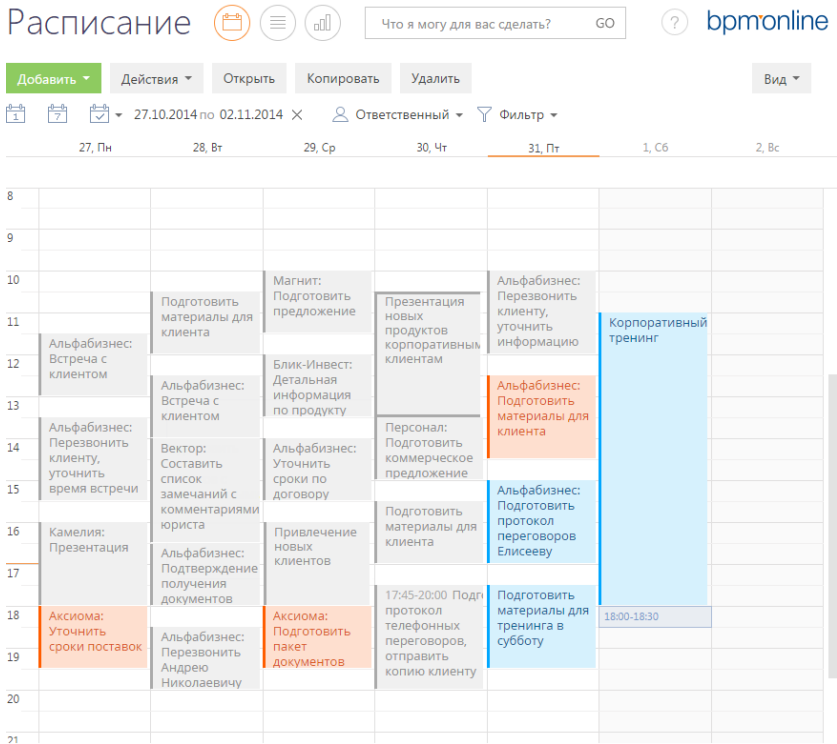 Расписание
Что я могу для вас сделать? GO
?
bpmonline
Добавить
Действия
Открыть
Копировать
Удалить
Вид
1
7
27.10.2014 по 02.11.2014
Ответственный
Фильтр
27, Пн
28, Вт
29, Ср
30, Чт
31, Пт
1, Сб
2, Вс
8
9
10
11
12
13
14
15
16
17
18
19
20
21
Альфабизнес:
Встреча с
клиентом
Альфабизнес:
Перезвонить
клиенту,
уточнить
время встречи
Камелия:
Презентация
Аксиома:
Уточнить
сроки поставок
Подготовить
материалы для
клиента
Альфабизнес:
Встреча с
клиентом
Вектор:
Составить
список
замечаний с
комментариями
юриста
Альфабизнес:
Подтверждение
получения
документов
Альфабизнес:
Перезвонить
Андрею
Николаевичу
Магнит:
Подготовить
предложение
Блик-Инвест:
Детальная
информация
по продукту
Альфабизнес:
Уточнить
сроки по
договору
Привлечение
новых
клиентов
Аксиома:
Подготовить
пакет
документов
Презентация
новых
продуктов
корпоративным
клиентам
Персонал:
Подготовить
коммерческое
предложение
Подготовить
материалы для
клиента
17:45-20:00 Подг
протокол
телефонных
переговоров,
отправить
копию клиенту
Альфабизнес:
Перезвонить
клиенту,
уточнить
информацию
Альфабизнес:
Подготовить
материалы для
клиента
Альфабизнес:
Подготовить
протокол
переговоров
Елисееву
Подготовить
материалы для
тренинга в
субботу
Корпоративный
тренинг
18:00-18:30